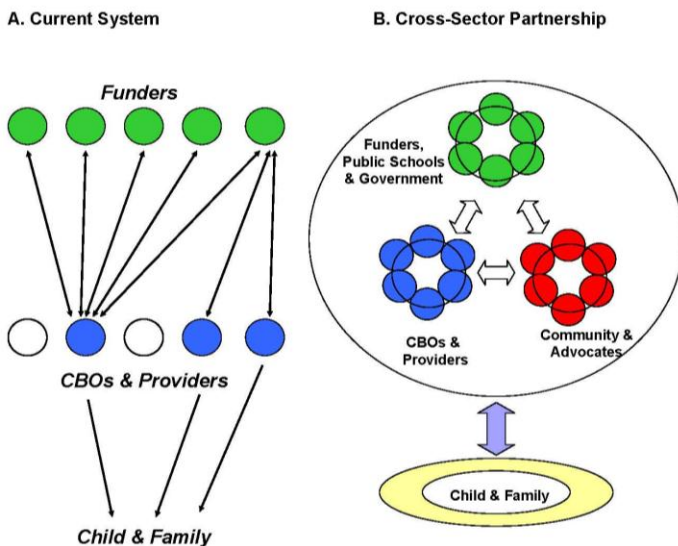 A. Current System
Funders
CBOs & Providers
Child & Family
B. Cross-Sector Partnership
Funders,
Public Schools
& Government
CBOs &
Providers
Community &
Advocates
Child & Family